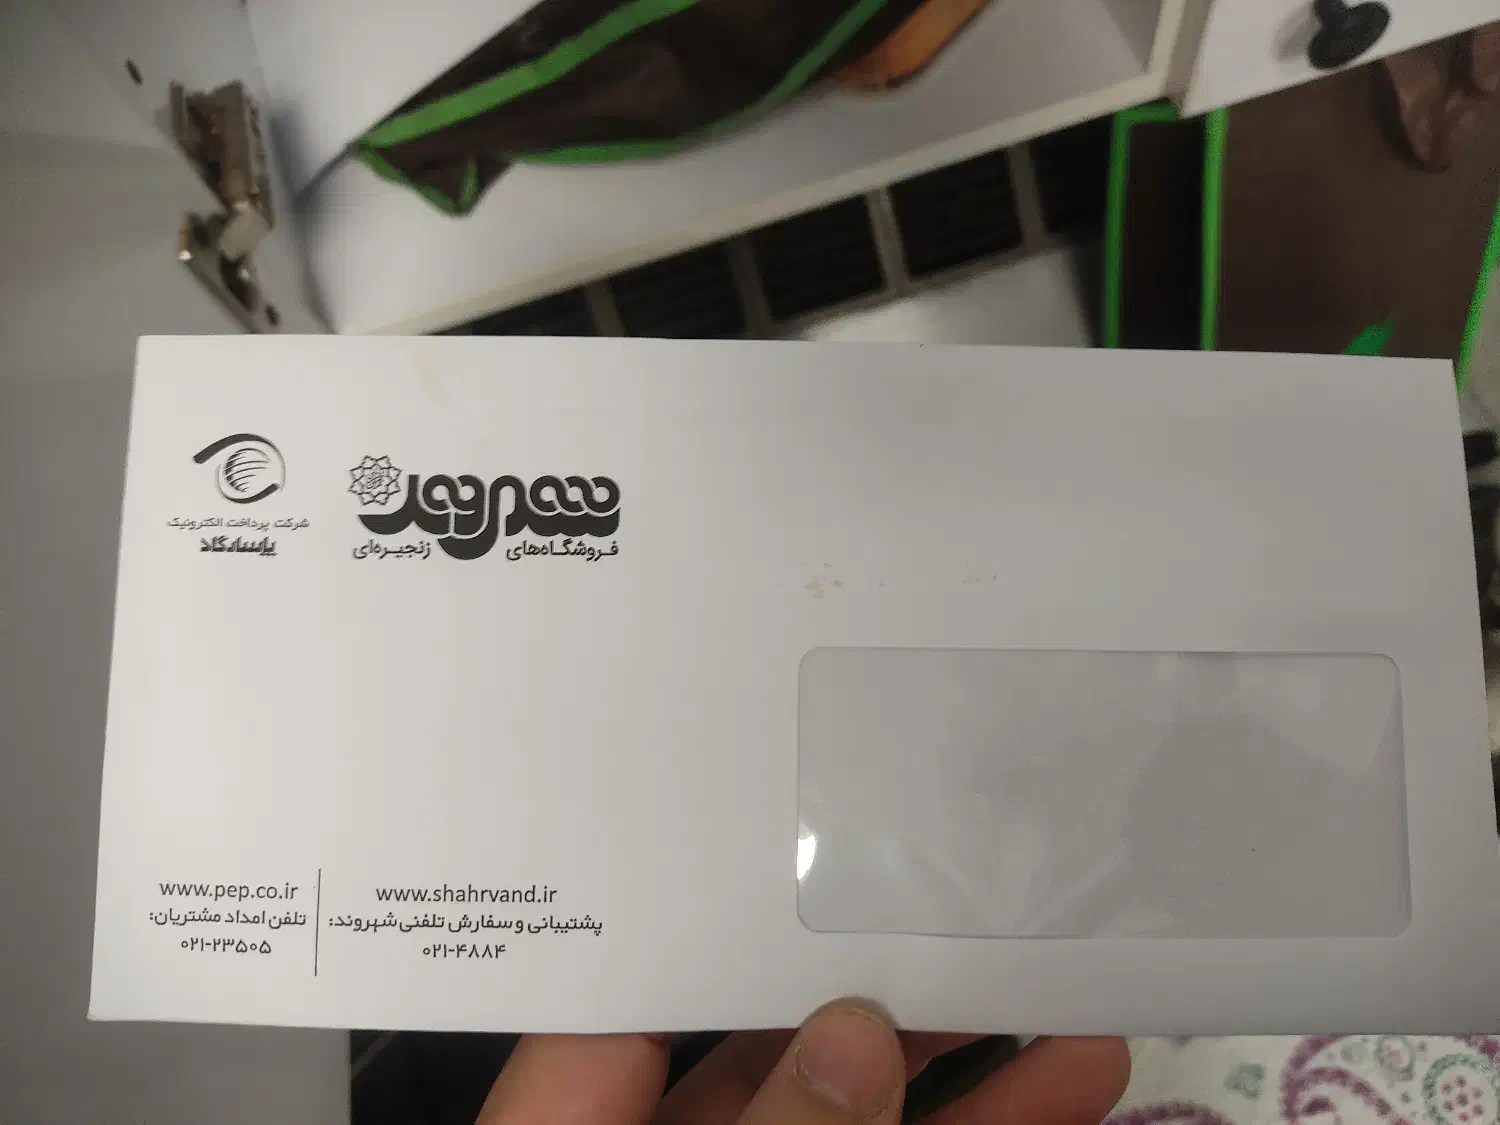 شهروند
فروشگاه‌های زنجیره‌ای
شرکت پرداخت الکترونیک
پاسارگاد
www.shahrvand.ir
پشتیبانی و سفارش تلفنی شهروند:
۰۲۱-۴۸۸۴
www.pep.co.ir
تلفن امداد مشتریان:
۰۲۱-۲۳۵۰۵